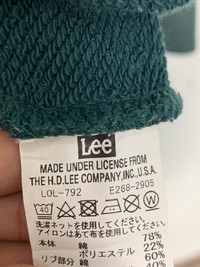 Lee
MADE UNDER LICENSE FROM
THE H.D.LEE COMPANY,INC.,U.S.A.
LOL-792 E268-2905
40 W
洗濯ネットを使用してください。
アイロンはあて布を使用してください。
本体 綿 78%
ポリエステル 22%
リブ部分 綿 60%
40%